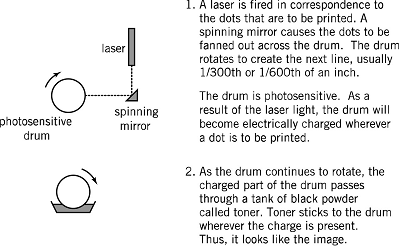 1. A laser is fired in correspondence to
the dots that are to be printed. A
spinning mirror causes the dots to be
fanned out across the drum. The drum
rotates to create the next line, usually
1/300th or 1/600th of an inch.
The drum is photosensitive. As a
result of the laser light, the drum will
become electrically charged wherever
a dot is to be printed.
laser
spinning
mirror
photosensitive
drum
2. As the drum continues to rotate, the
charged part of the drum passes
through a tank of black powder
called toner. Toner sticks to the drum
wherever the charge is present.
Thus, it looks like the image.